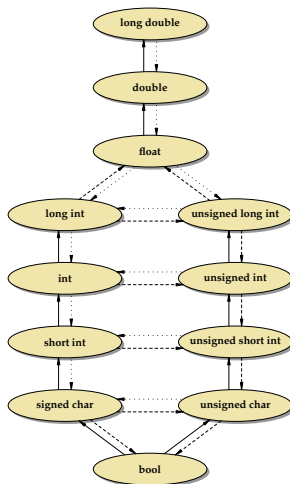 long double
double
float
long int
unsigned long int
int
unsigned int
short int
unsigned short int
signed char
unsigned char
bool